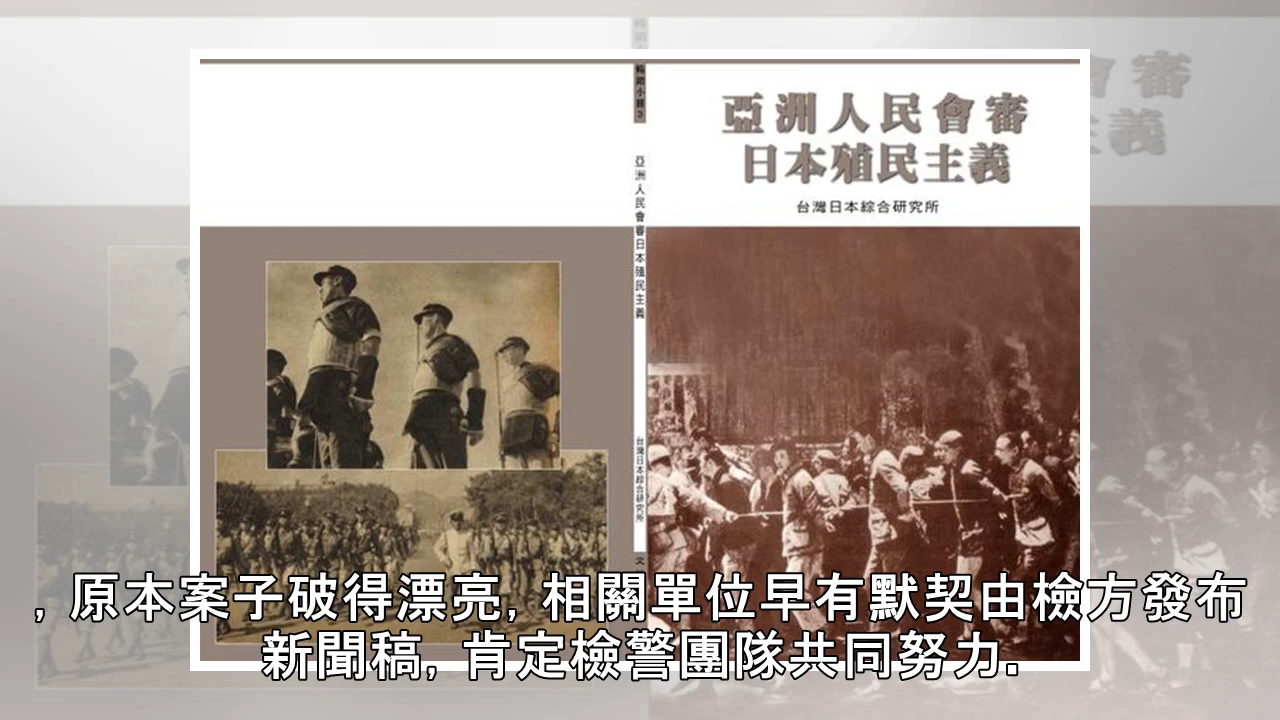 亞洲人民會審
日本殖民主義
台灣日本綜合研究所
亞洲人民會審日本殖民主義
台灣日本綜合研究所
會審
義
, 原本案子破得漂亮, 相關單位早有默契由檢方發布
新聞稿, 肯定檢警團隊共同努力.